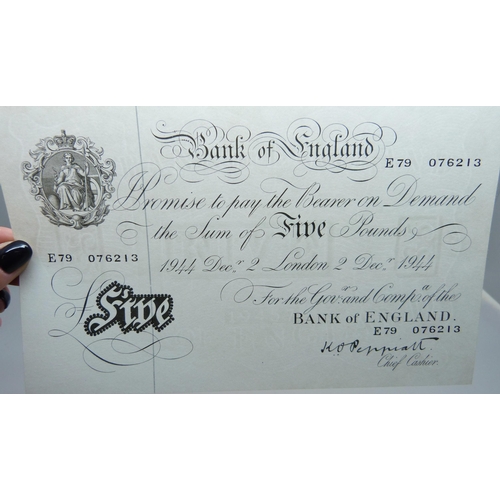 Bank of England
E79 076213
I Promise to pay the Bearer on Demand
the Sum of Five Pounds
E79 076213
1944 Decr. 2 London 2 Decr. 1944
For the Govr. and Compa. of the
BANK of ENGLAND.
E79 076213
£Five
K O Peppiatt
Chief Cashier.